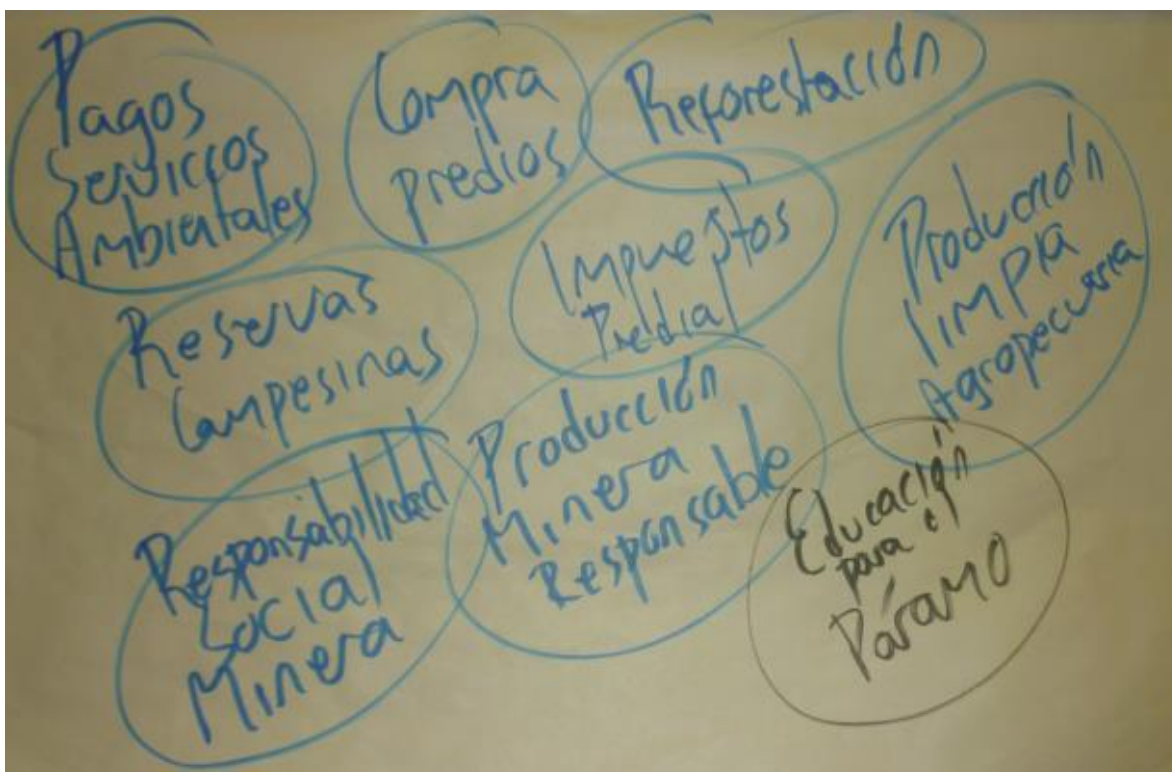 Pagos
Servicios
Ambientales
Compra
predios
Reforestación
Impuestos
Predial
Producción
limpia
Agropecuaria
Reservas
Campesinas
Responsabilidad
Social
Minera
Producción
Minera
Responsable
Educación
para el
Páramo